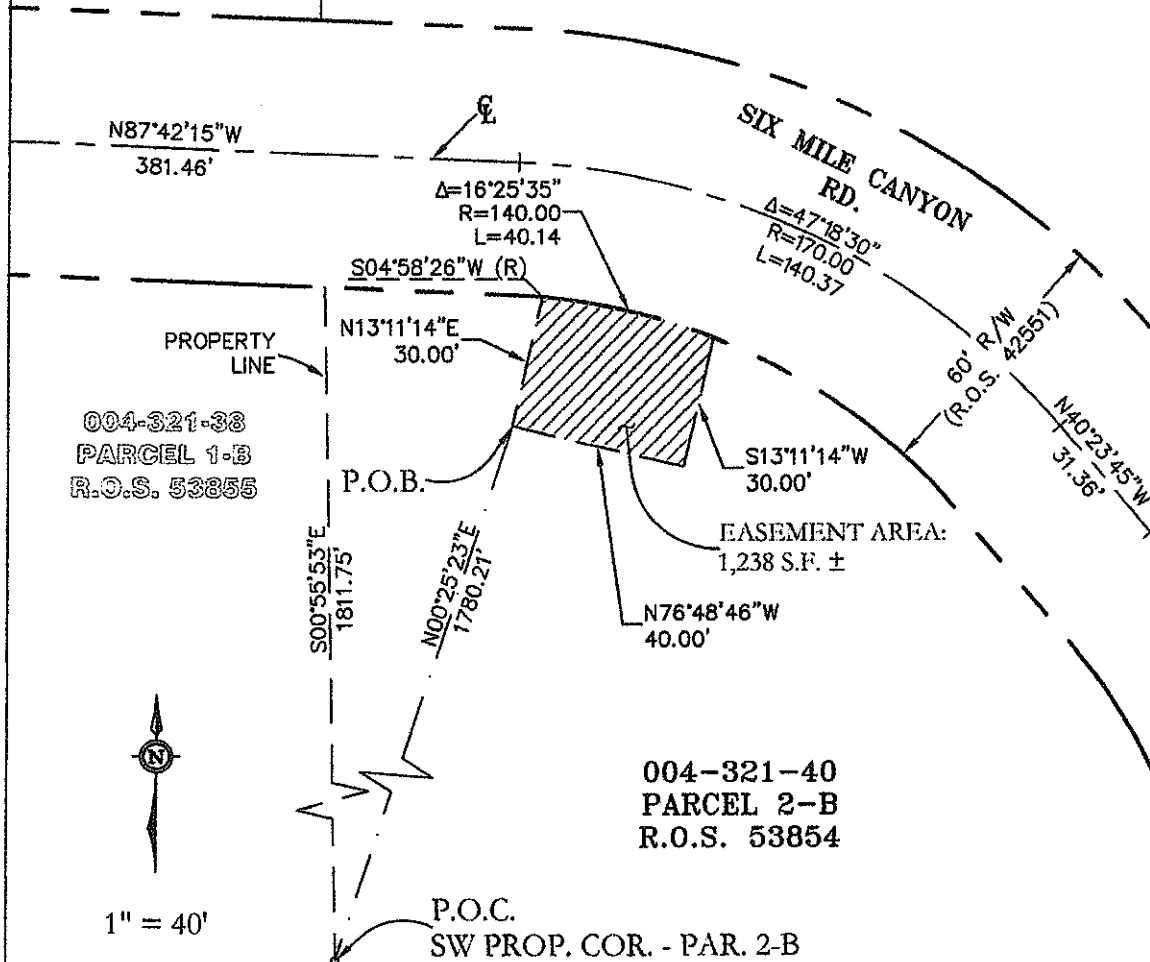 N87°42'15"W
381.46'
℄
SIX MILE CANYON
RD.
Δ=16°25'35"
R=140.00
L=40.14
Δ=47°18'30"
R=170.00
L=140.37
S04°58'26"W (R)
N13°11'14"E
30.00'
PROPERTY
LINE
60' R/W
(R.O.S. 42551)
N40°23'45"W
31.36'
004-321-38
PARCEL 1-B
R.O.S. 53855
P.O.B.
S13°11'14"W
30.00'
EASEMENT AREA:
1,238 S.F. ±
S00°55'53"E
1811.75'
N00°25'23"E
1780.21'
N76°48'46"W
40.00'
N
004-321-40
PARCEL 2-B
R.O.S. 53854
1" = 40'
P.O.C.
SW PROP. COR. - PAR. 2-B